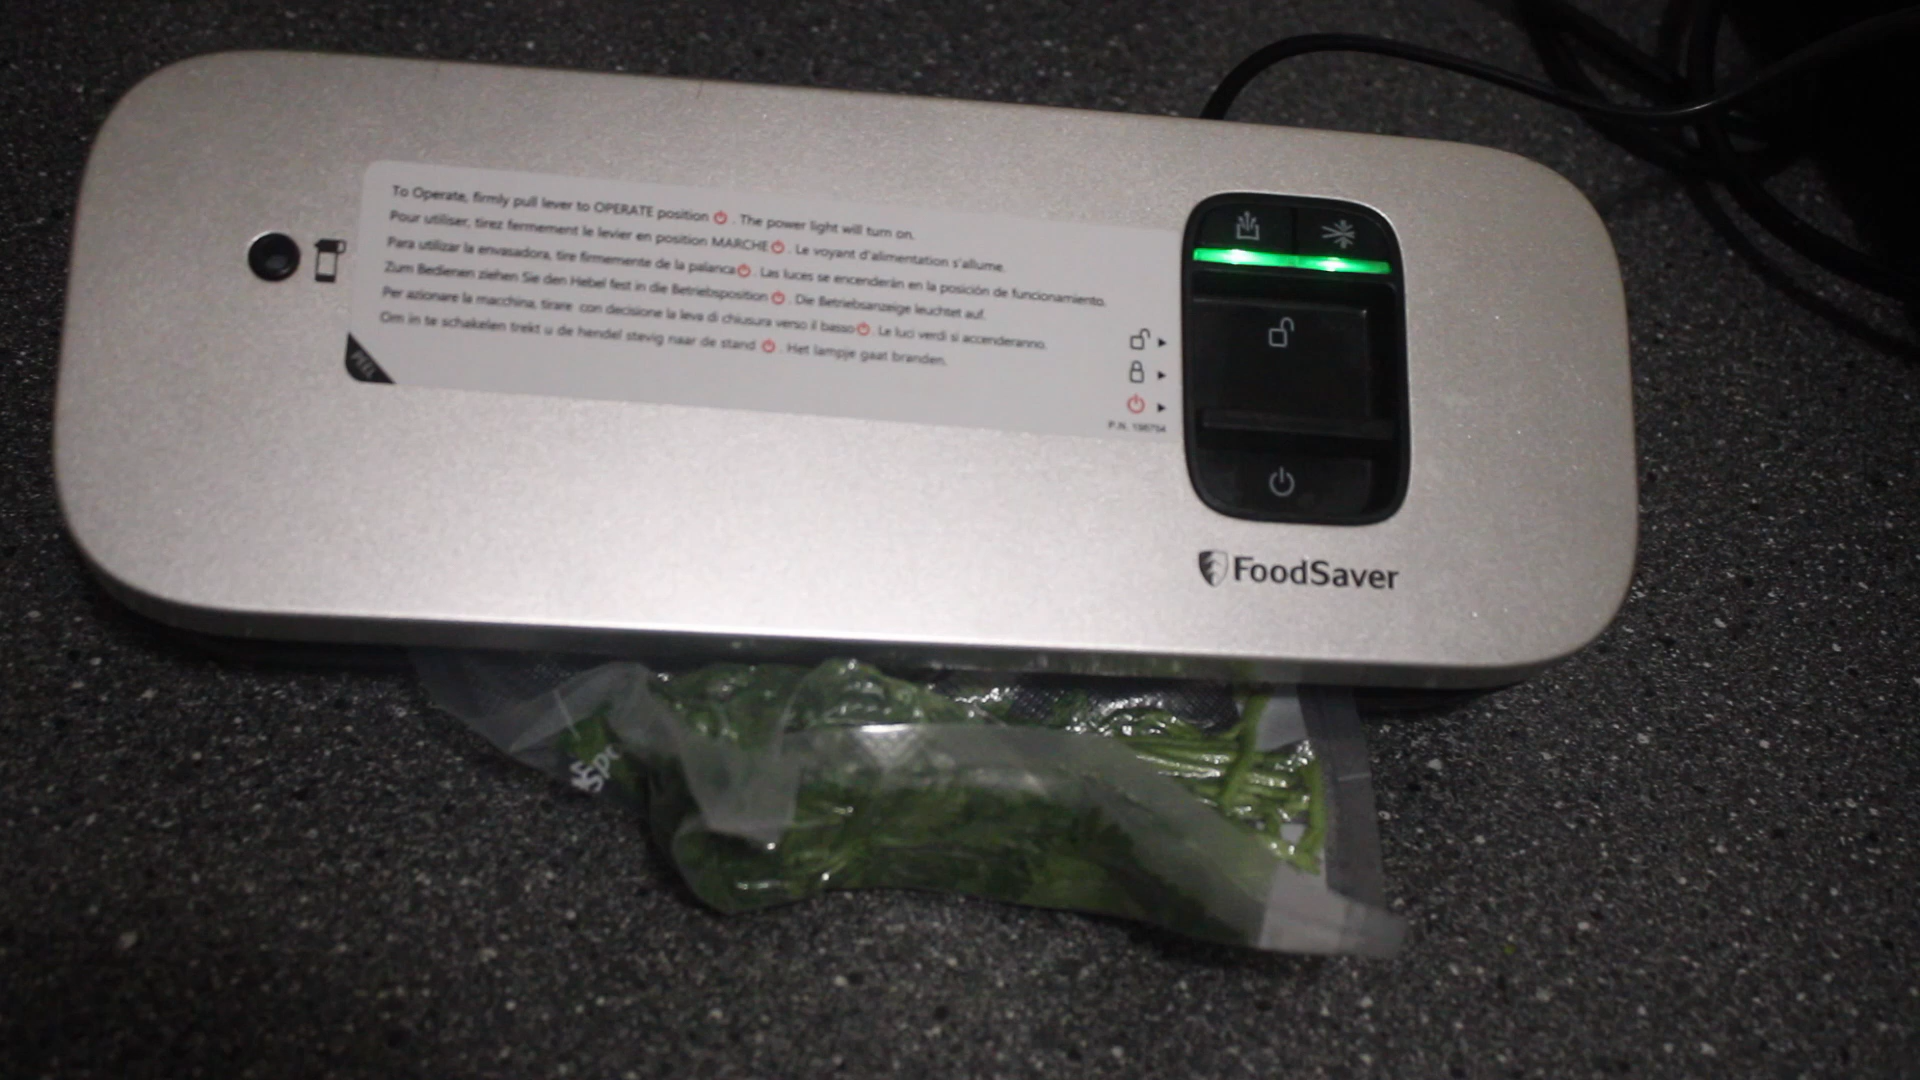 To Operate, firmly pull lever to OPERATE position . The power light will turn on.
Pour utiliser, tirez fermement le levier en position MARCHE . Le voyant d'alimentation s'allume.
Para utilizar la envasadora, tire firmemente de la palanca . Las luces se encenderán en la posición de funcionamiento.
Zum Bedienen ziehen Sie den Hebel fest in die Betriebsposition . Die Betriebsanzeige leuchtet auf.
Per azionare la macchina, tirare con decisione la leva di chiusura verso il basso . Le luci verdi si accenderanno.
Om in te schakelen trekt u de hendel stevig naar de stand . Het lampje gaat branden.
PEEL
P.N. 198794
FoodSaver